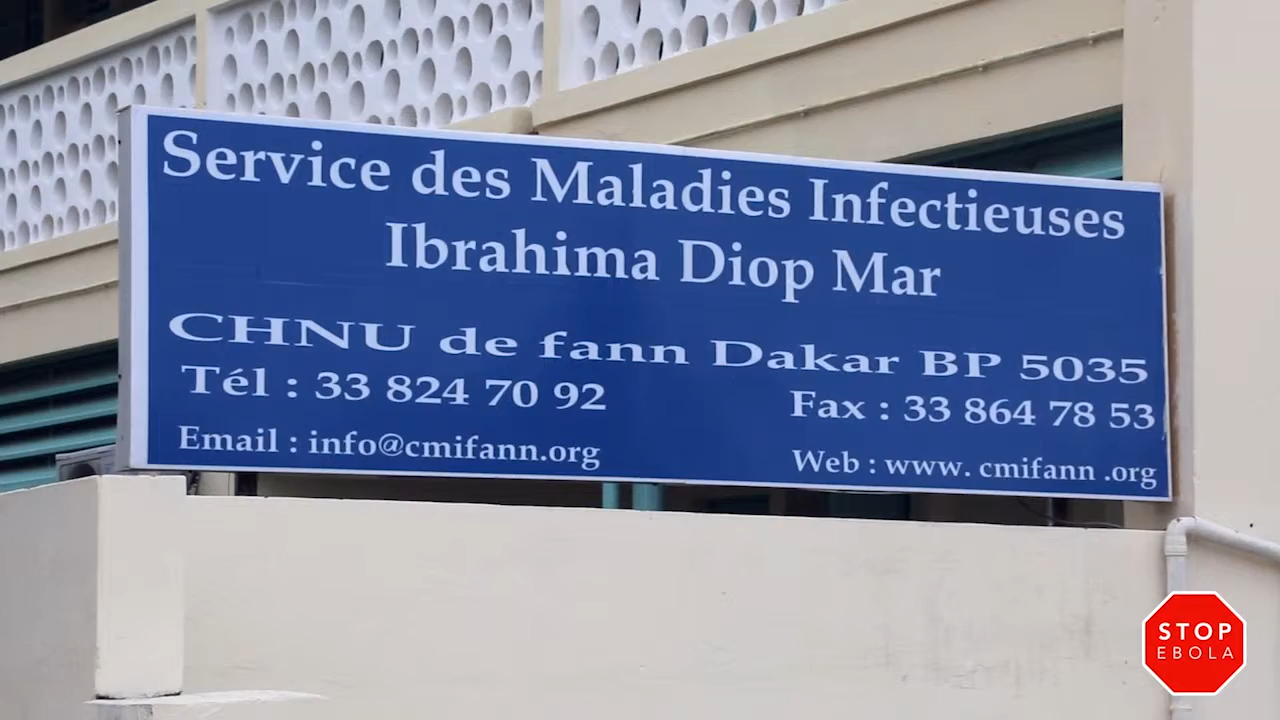 Service des Maladies Infectieuses
Ibrahima Diop Mar
CHNU de fann Dakar BP 5035
Tél : 33 824 70 92
Fax : 33 864 78 53
Email : info@cmifann.org
Web : www. cmifann .org
STOP
EBOLA